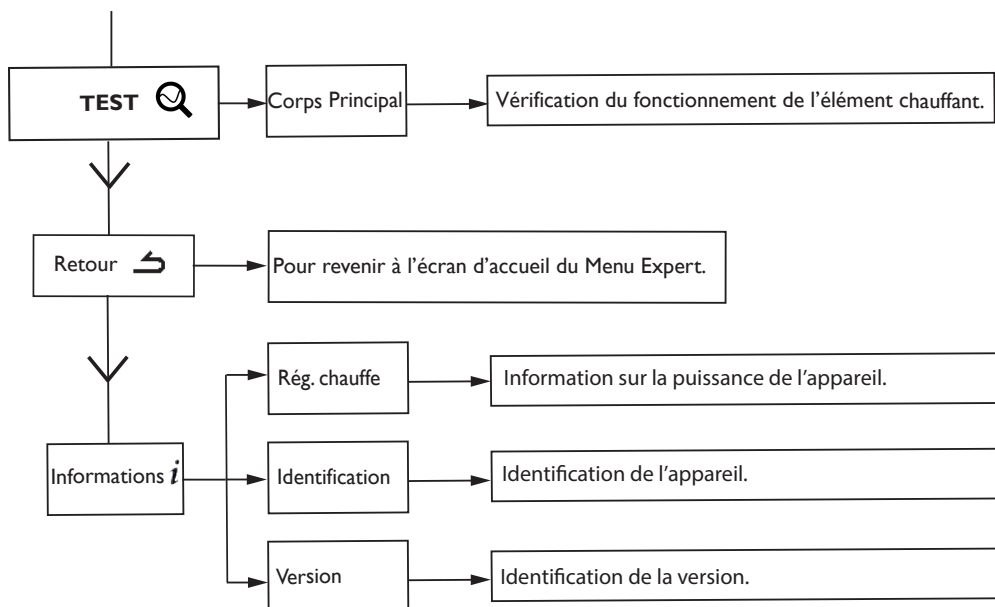 TEST
Corps Principal
Vérification du fonctionnement de l'élément chauffant.
Retour
Pour revenir à l'écran d'accueil du Menu Expert.
Rég. chauffe
Information sur la puissance de l'appareil.
Informations i
Identification
Identification de l'appareil.
Version
Identification de la version.